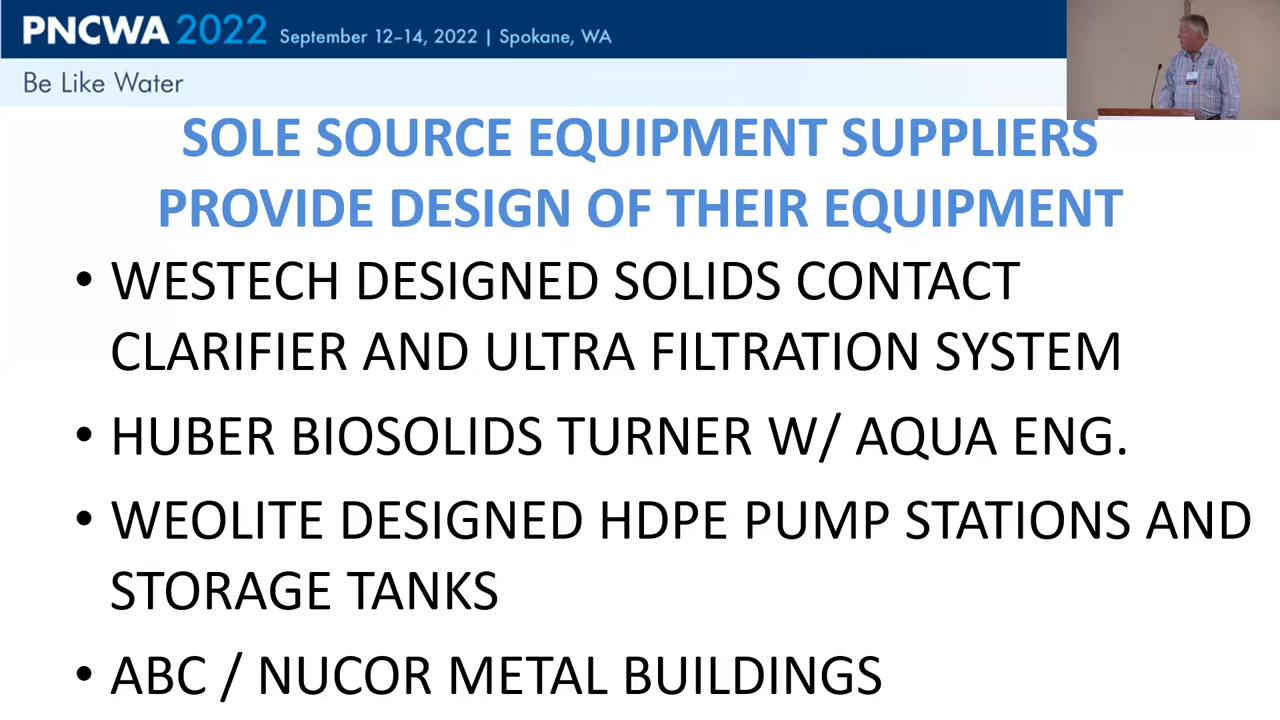 PNCWA 2022 September 12–14, 2022 | Spokane, WA
Be Like Water
SOLE SOURCE EQUIPMENT SUPPLIERS
PROVIDE DESIGN OF THEIR EQUIPMENT
• WESTECH DESIGNED SOLIDS CONTACT
CLARIFIER AND ULTRA FILTRATION SYSTEM
• HUBER BIOSOLIDS TURNER W/ AQUA ENG.
• WEOLITE DESIGNED HDPE PUMP STATIONS AND
STORAGE TANKS
• ABC / NUCOR METAL BUILDINGS